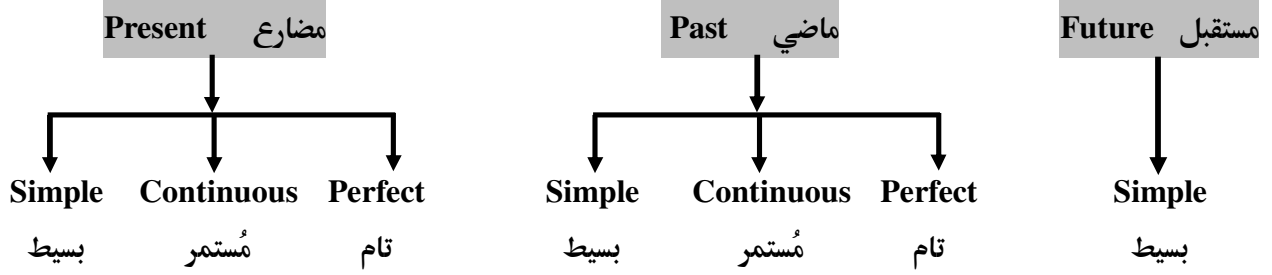 Present مضارع Past ماضي Future مستقبل
Simple Continuous Perfect Simple Continuous Perfect Simple
بسيط مُستمر تام بسيط مُستمر تام بسيط